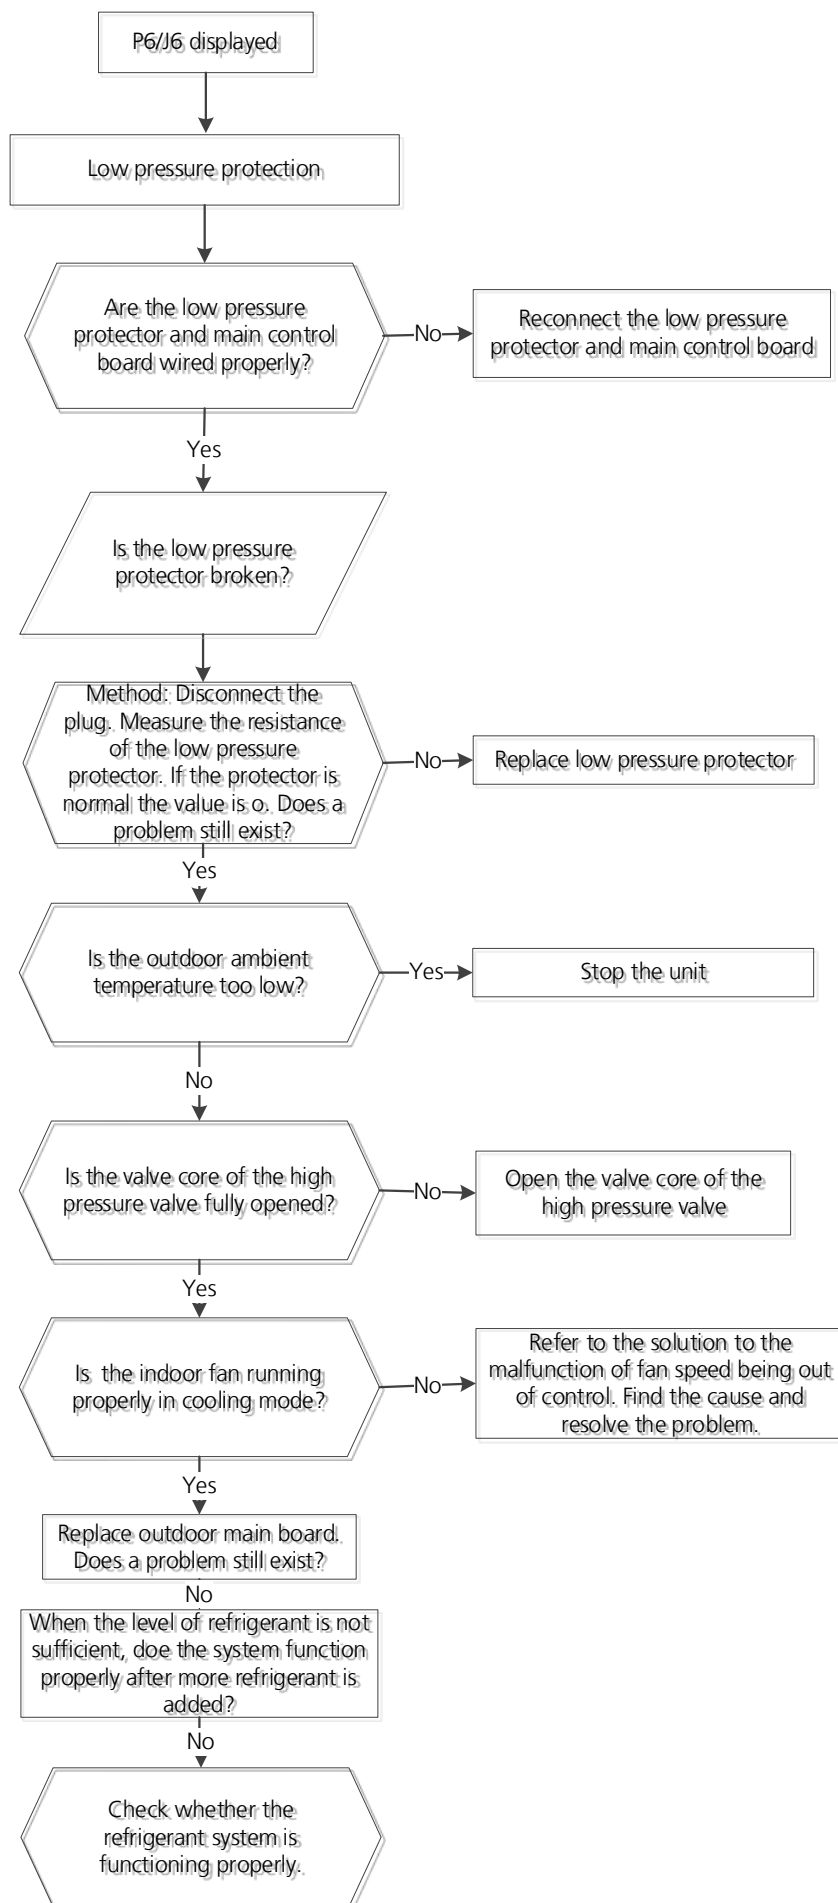 P6/J6 displayed
Low pressure protection
Are the low pressure
protector and main control
board wired properly?
No
Reconnect the low pressure
protector and main control board
Yes
Is the low pressure
protector broken?
Method: Disconnect the
plug. Measure the resistance
of the low pressure
protector. If the protector is
normal the value is o. Does a
problem still exist?
No
Replace low pressure protector
Yes
Is the outdoor ambient
temperature too low?
Yes
Stop the unit
No
Is the valve core of the high
pressure valve fully opened?
No
Open the valve core of the
high pressure valve
Yes
Is the indoor fan running
properly in cooling mode?
No
Refer to the solution to the
malfunction of fan speed being out
of control. Find the cause and
resolve the problem.
Yes
Replace outdoor main board.
Does a problem still exist?
No
When the level of refrigerant is not
sufficient, doe the system function
properly after more refrigerant is
added?
No
Check whether the
refrigerant system is
functioning properly.